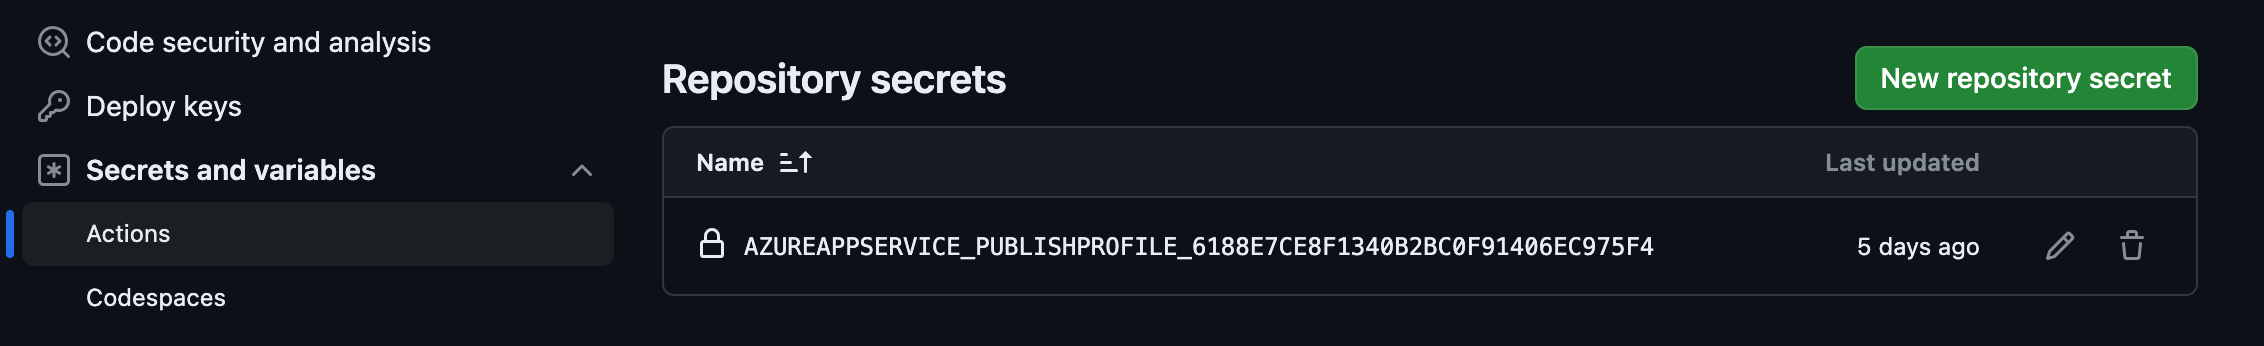 Code security and analysis
Deploy keys
Secrets and variables
Actions
Codespaces
Repository secrets
New repository secret
Name
Last updated
AZUREAPPSERVICE_PUBLISHPROFILE_6188E7CE8F1340B2BC0F91406EC975F4
5 days ago